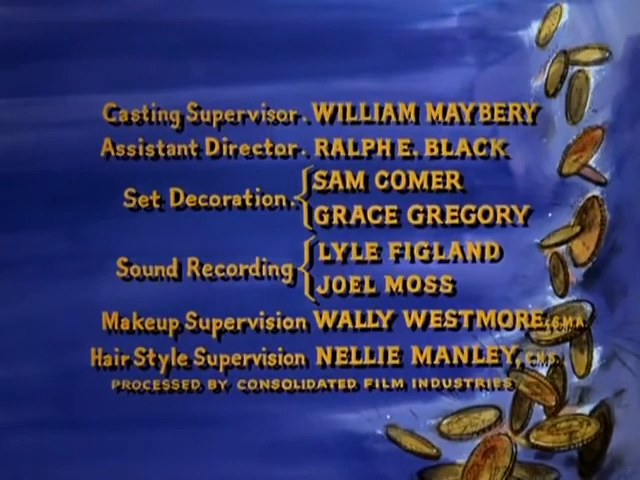 Casting Supervisor. WILLIAM MAYBERY
Assistant Director. RALPH E. BLACK
Set Decoration. SAM COMER
GRACE GREGORY
Sound Recording LYLE FIGLAND
JOEL MOSS
Makeup Supervision WALLY WESTMORE, S.M.A.
Hair Style Supervision NELLIE MANLEY, C.H.S.
PROCESSED BY CONSOLIDATED FILM INDUSTRIES